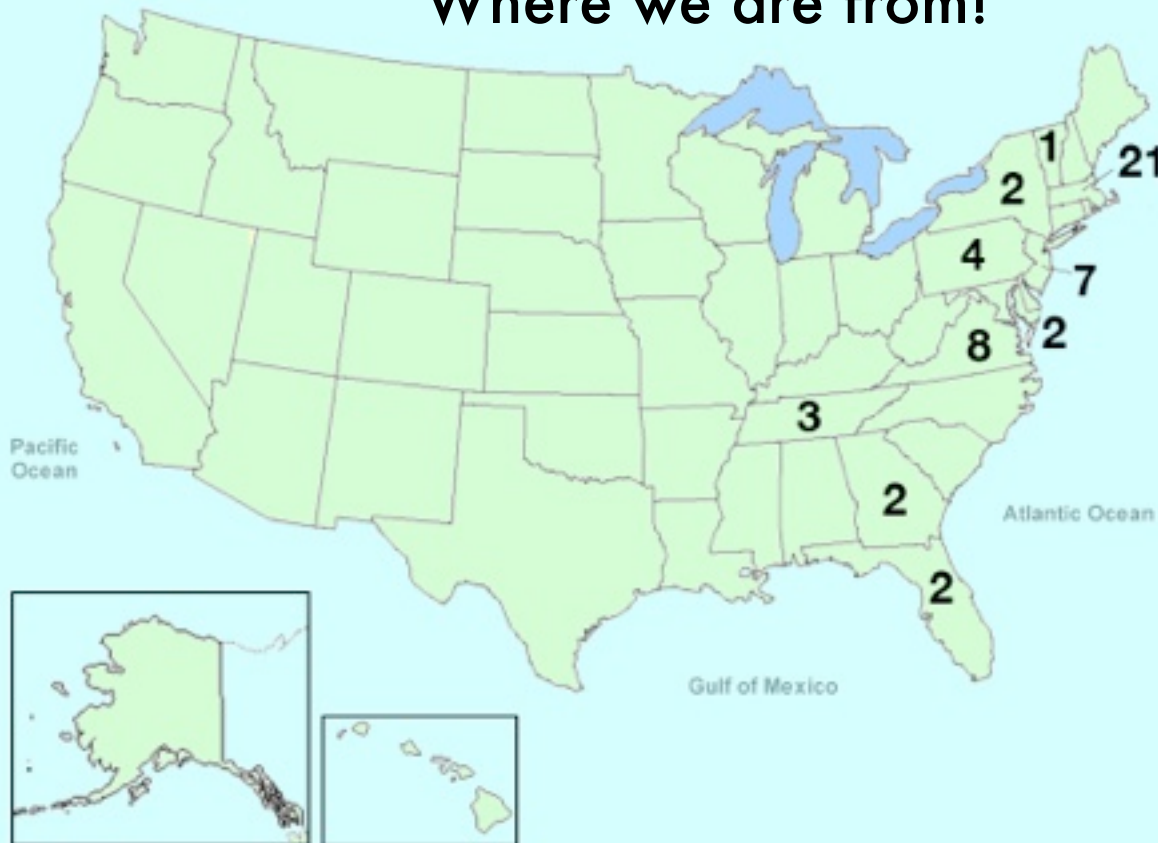 Where we are from!
1
21
2
4
7
2
8
3
Pacific
Ocean
2
Atlantic Ocean
2
Gulf of Mexico